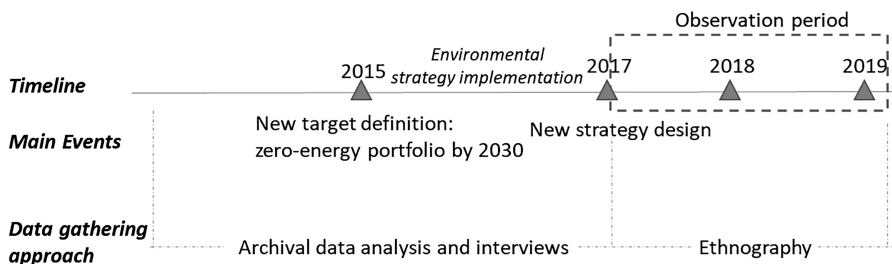 Observation period
Environmental
strategy implementation
2015
2017
2018
2019
Timeline
New target definition:
zero-energy portfolio by 2030
New strategy design
Main Events
Data gathering
approach
Archival data analysis and interviews
Ethnography